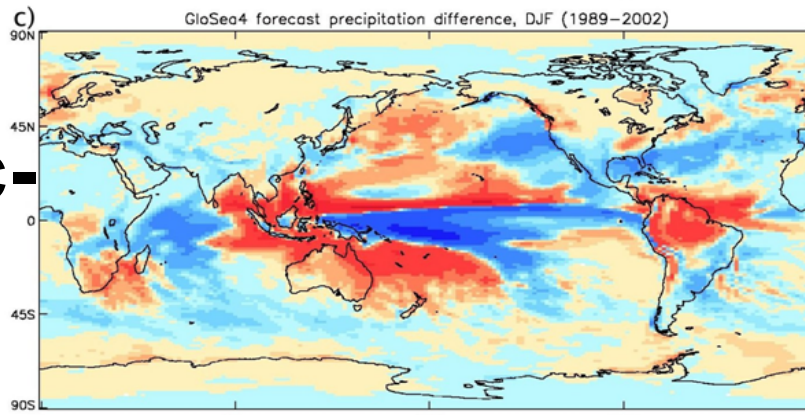 c)
GloSea4 forecast precipitation difference, DJF (1989−2002)
90N
45N
0
45S
90S